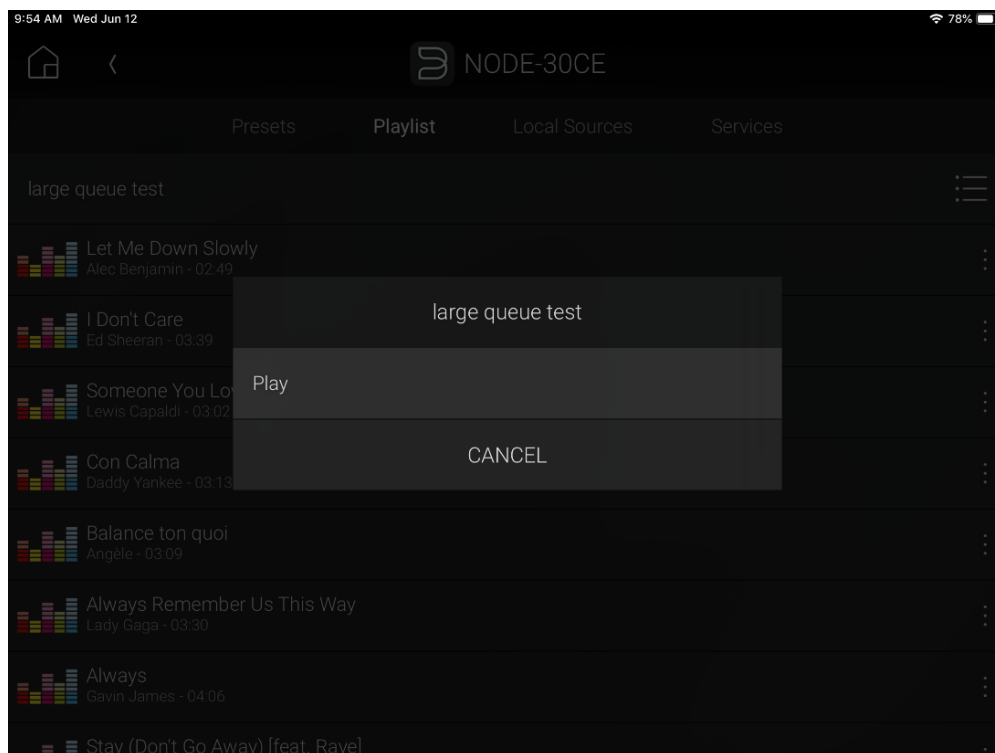 9:54 AM Wed Jun 12
78%
NODE-30CE
Presets Playlist Local Sources Services
large queue test
Let Me Down Slowly
Alec Benjamin - 02:49
I Don't Care
Ed Sheeran - 03:39
Someone You Lo
Lewis Capaldi - 03:02
Con Calma
Daddy Yankee - 03:13
Balance ton quoi
Angèle - 03:09
Always Remember Us This Way
Lady Gaga - 03:30
Always
Gavin James - 04:06
Stay (Don't Go Away) [feat. Raye]
large queue test
Play
CANCEL